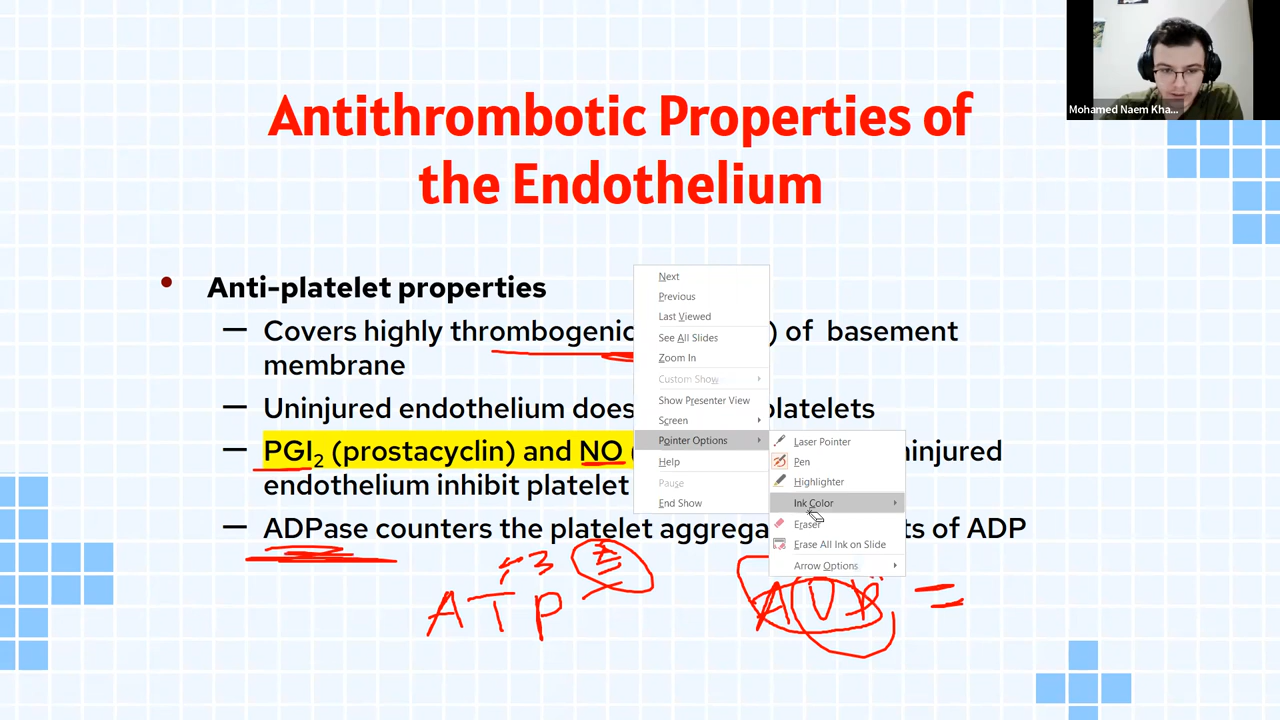 Mohamed Naem Kha...
Antithrombotic Properties of
the Endothelium
• Anti-platelet properties
— Covers highly thrombogenic ) of basement
membrane
— Uninjured endothelium does latelets
— PGI₂ (prostacyclin) and NO ( ninjured
endothelium inhibit platelet
— ADPase counters the platelet aggrega ts of ADP
ATP
=
Next
Previous
Last Viewed
See All Slides
Zoom In
Custom Show
Show Presenter View
Screen
Pointer Options
Help
Pause
End Show
Laser Pointer
Pen
Highlighter
Ink Color
Eraser
Erase All Ink on Slide
Arrow Options